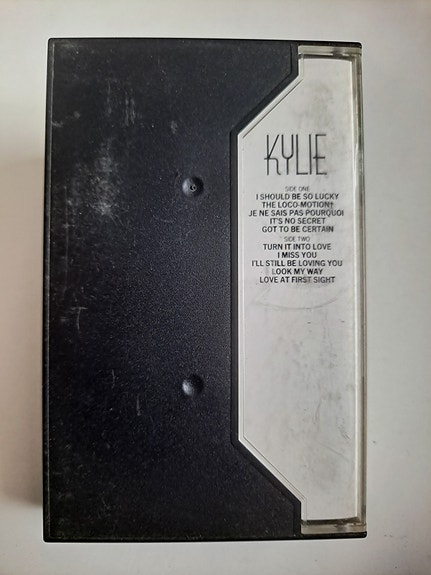 KYLIE
SIDE ONE
I SHOULD BE SO LUCKY
THE LOCO-MOTION†
JE NE SAIS PAS POURQUOI
IT'S NO SECRET
GOT TO BE CERTAIN
SIDE TWO
TURN IT INTO LOVE
I MISS YOU
I'LL STILL BE LOVING YOU
LOOK MY WAY
LOVE AT FIRST SIGHT